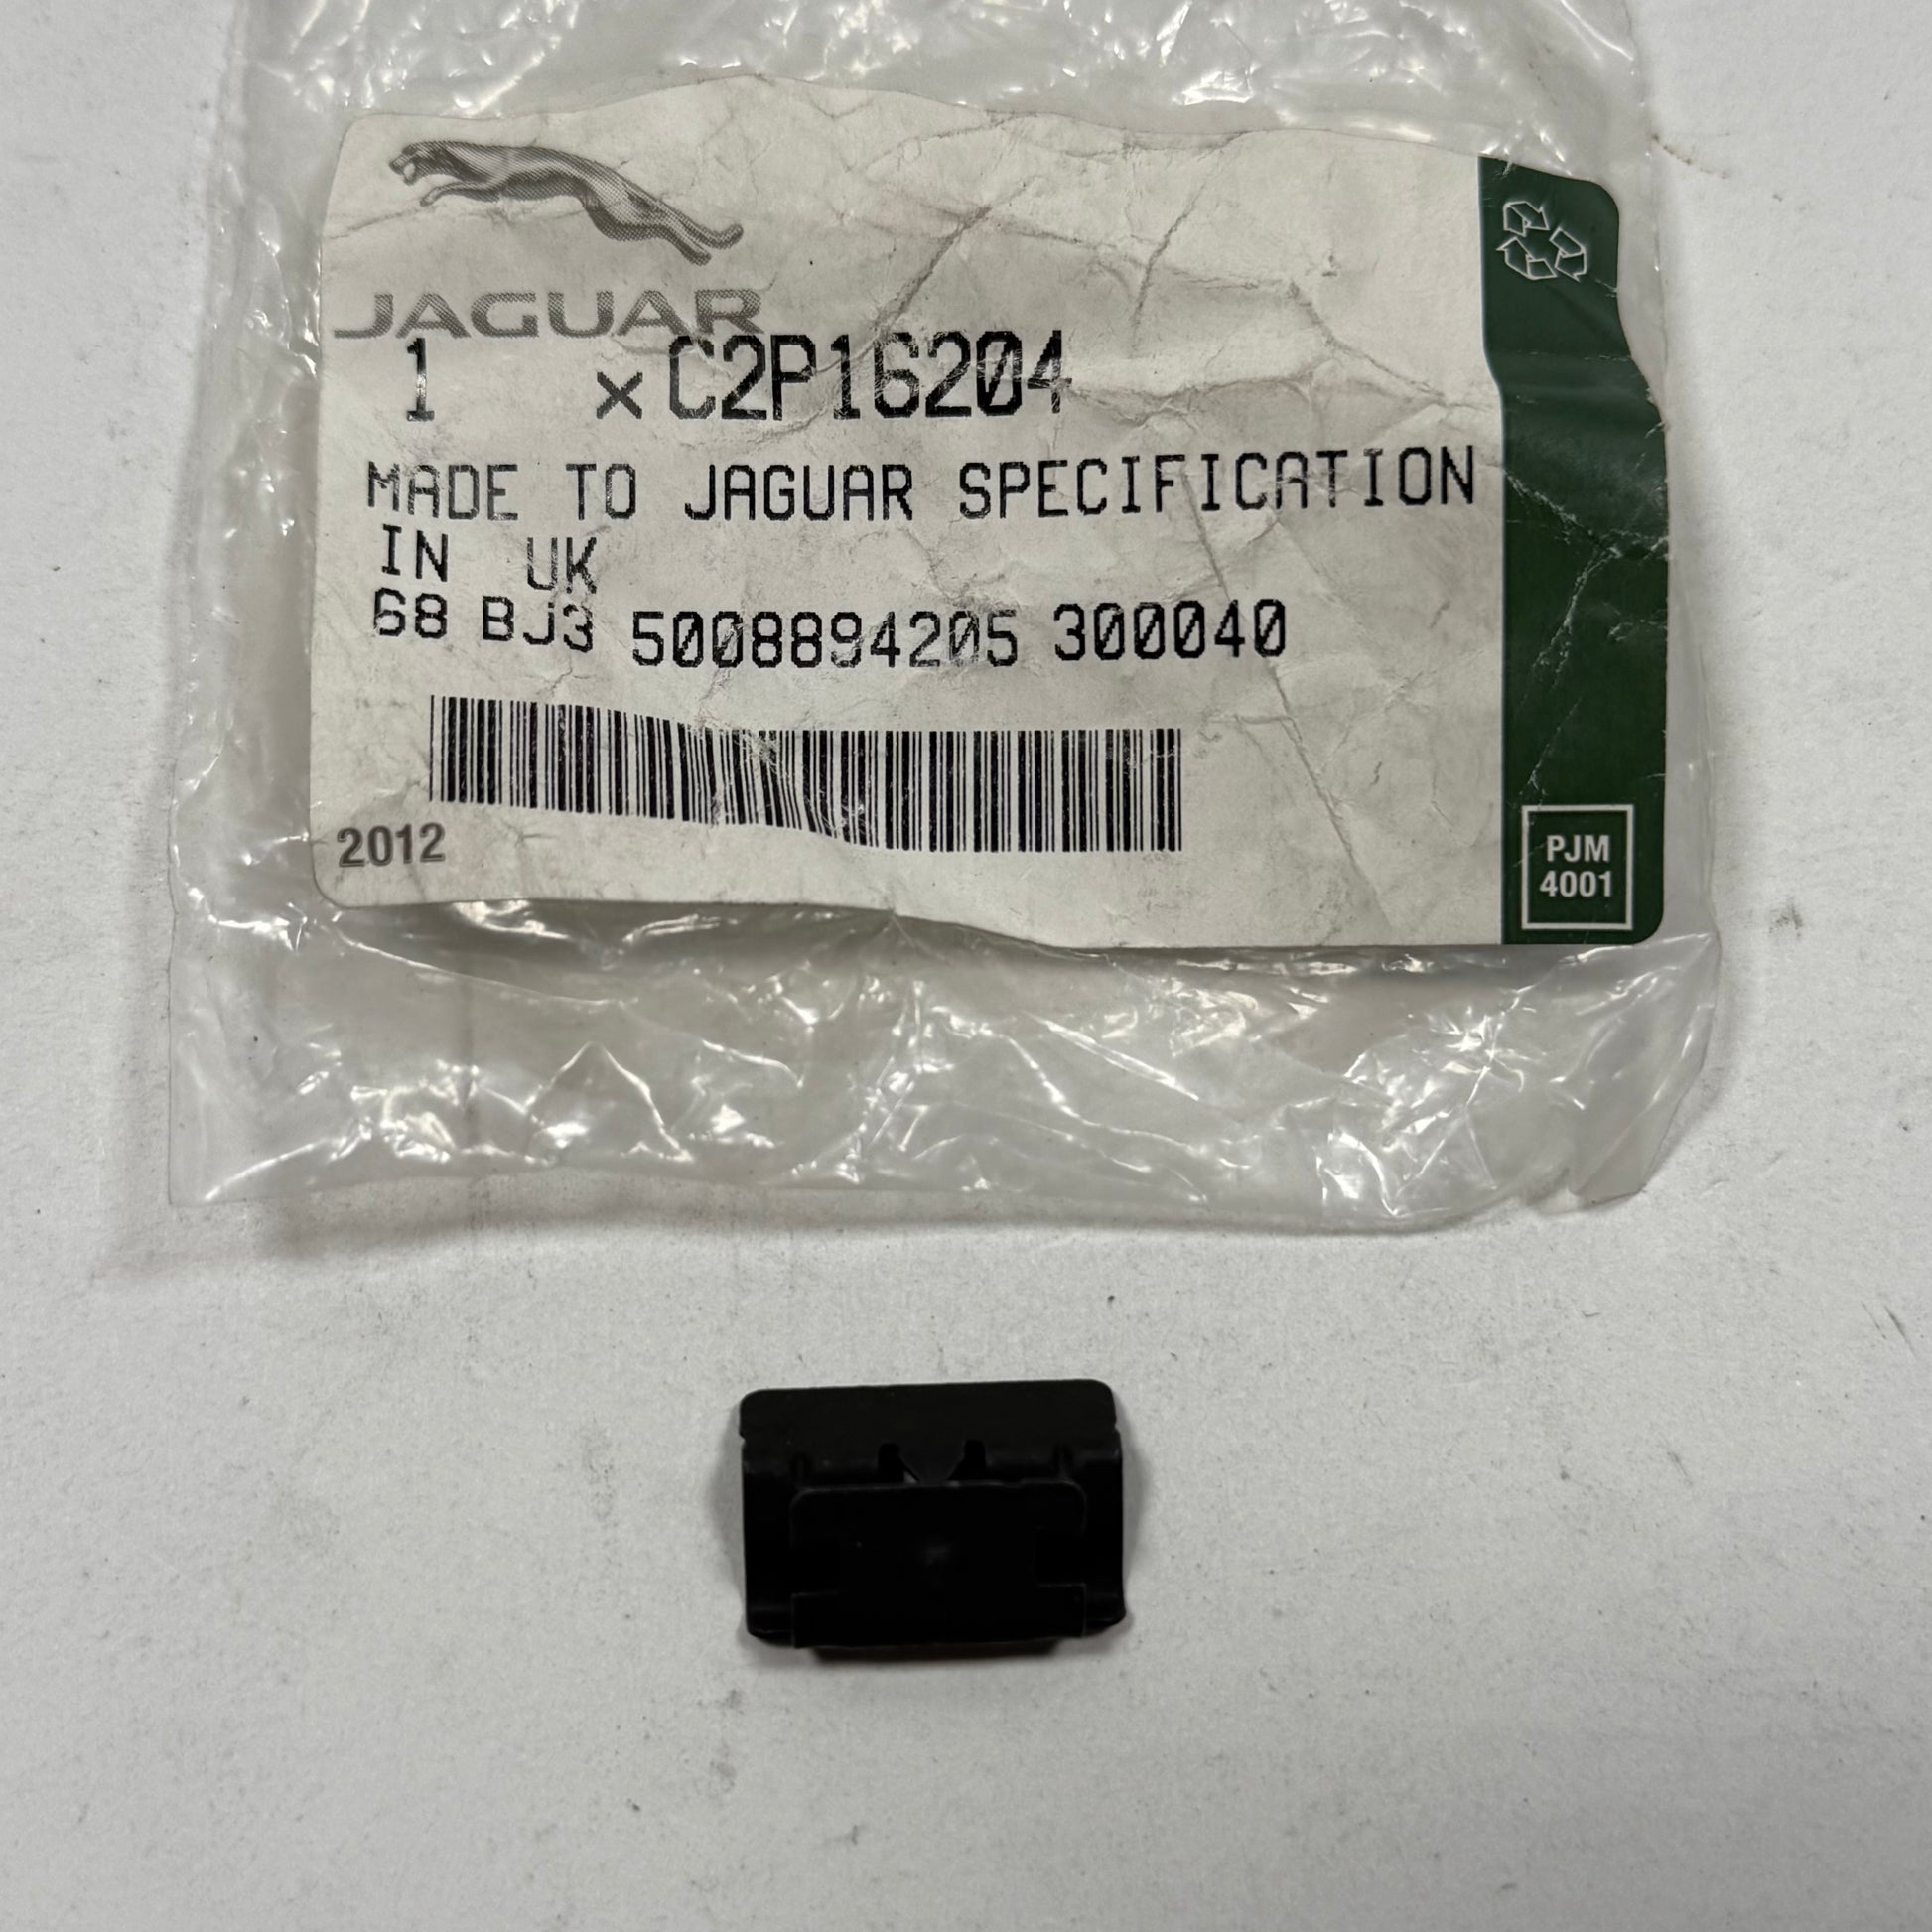 JAGUAR
1 x C2P16204
MADE TO JAGUAR SPECIFICATION
IN UK
68 BJ3 5008894205 300040
2012
PJM
4001